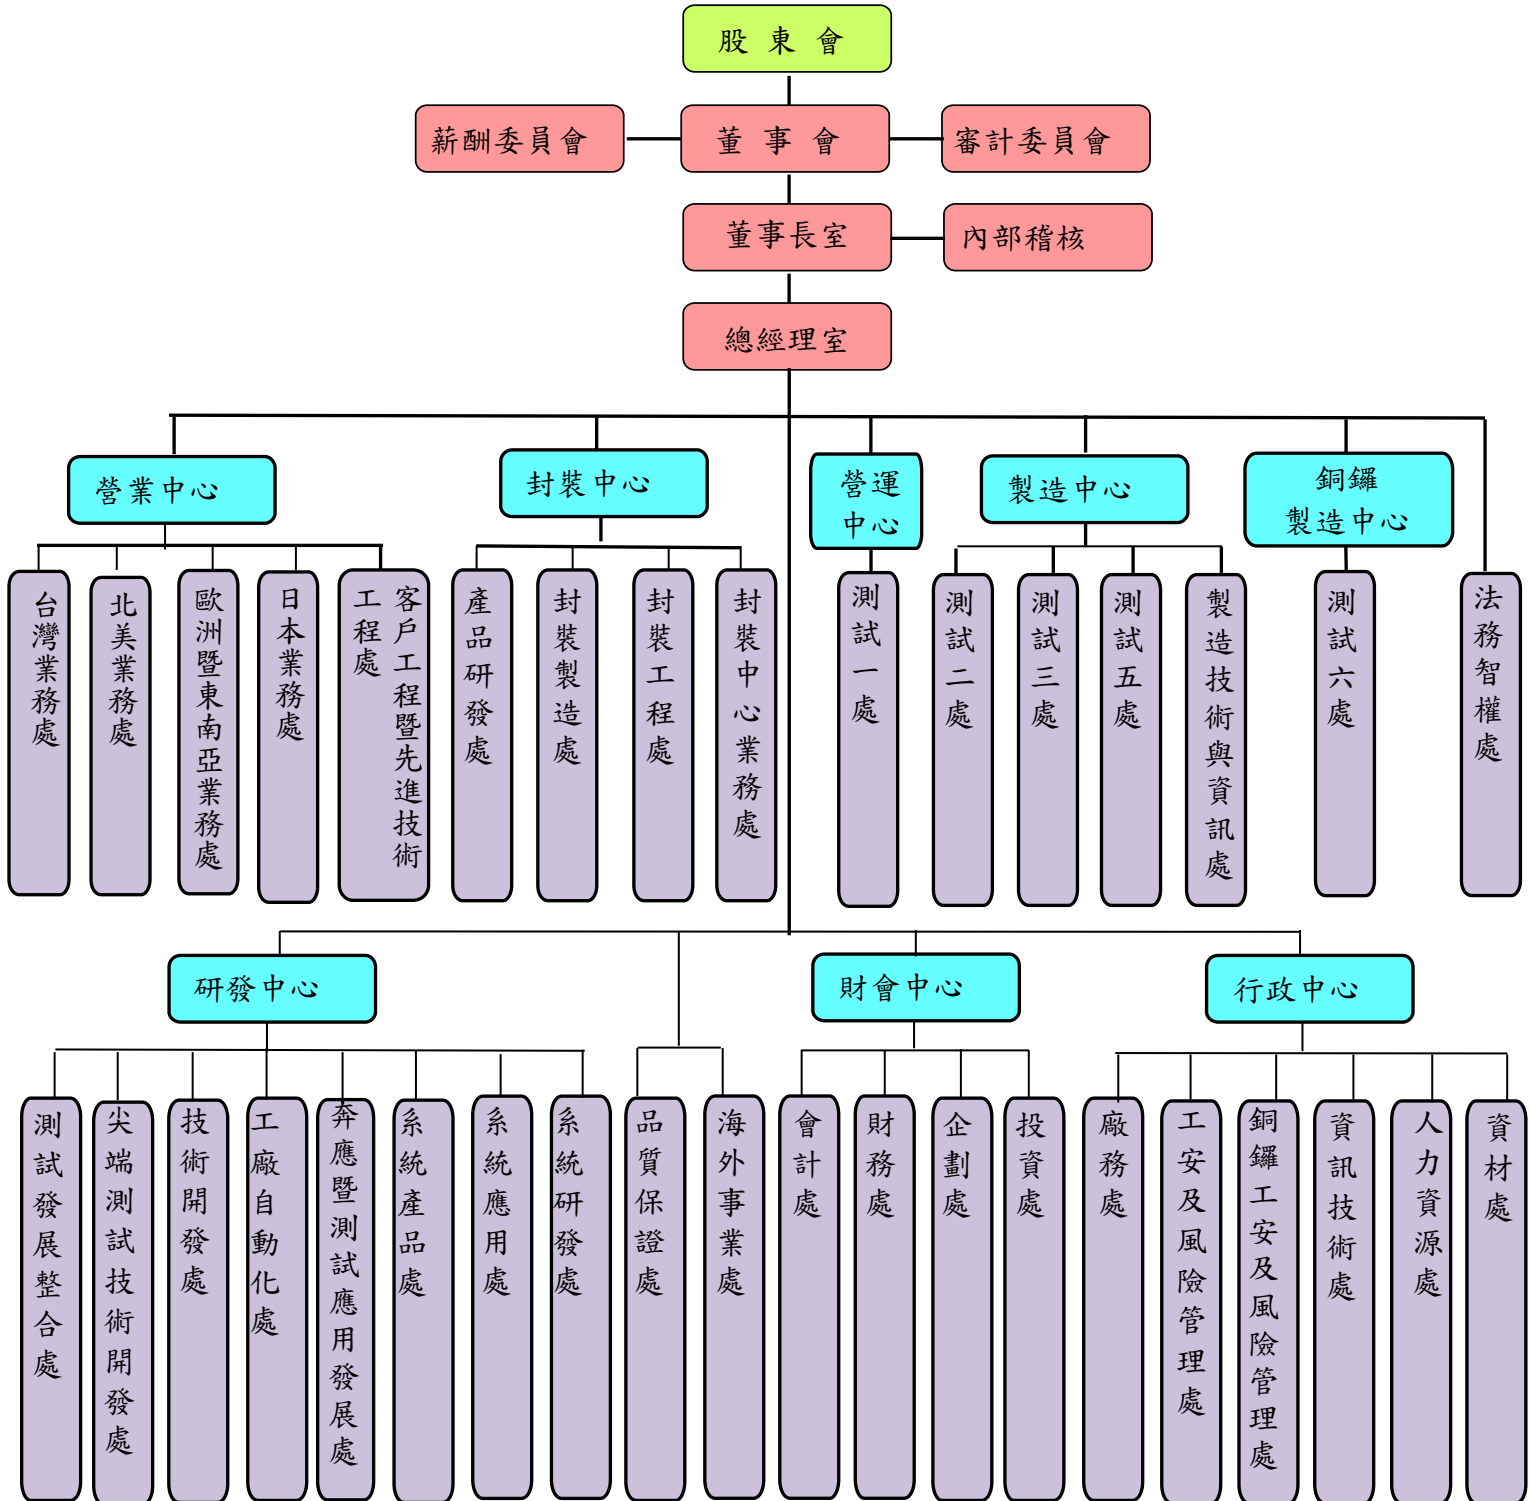 股東會
薪酬委員會
董事會
審計委員會
董事長室
內部稽核
總經理室
營業中心
封裝中心
營運
中心
製造中心
銅鑼
製造中心
台灣業務處
北美業務處
歐洲暨東南亞業務處
日本業務處
客戶工程暨先進技術
工程處
產品研發處
封裝製造處
封裝工程處
封裝中心業務處
測試一處
測試二處
測試三處
測試五處
製造技術與資訊處
測試六處
法務智權處
研發中心
財會中心
行政中心
測試發展整合處
尖端測試技術開發處
技術開發處
工廠自動化處
奔應暨測試應用發展處
系統產品處
系統應用處
系統研發處
品質保證處
海外事業處
會計處
財務處
企劃處
投資處
廠務處
工安及風險管理處
銅鑼工安及風險管理處
資訊技術處
人力資源處
資材處